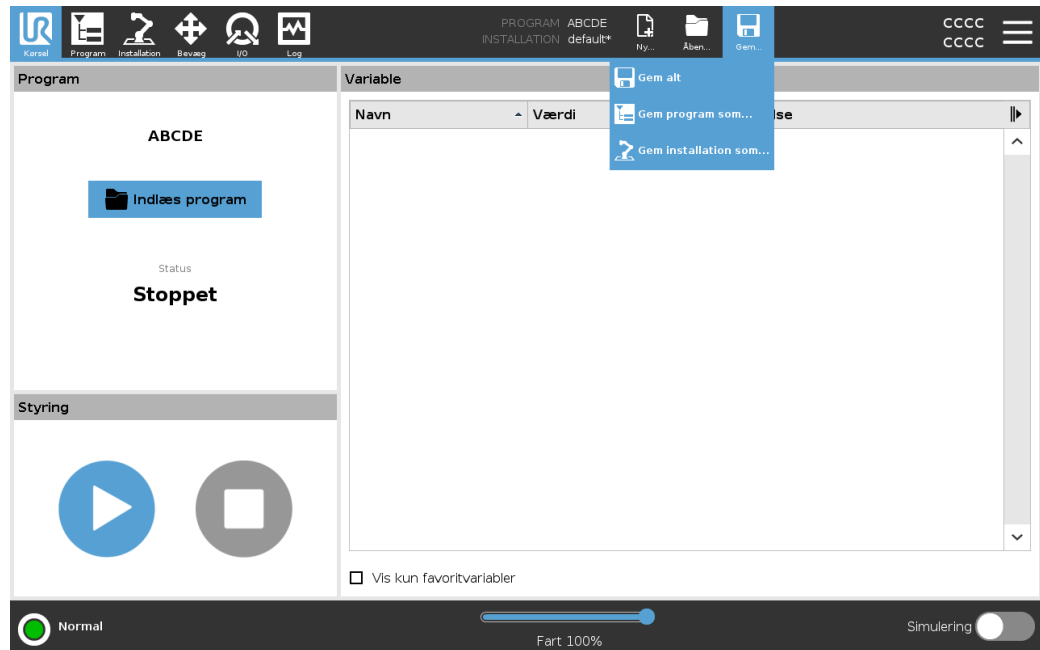 UR
Kørsel
Program
Installation
Bevæg
I/O
Log
PROGRAM ABCDE
INSTALLATION default*
Ny...
Åben...
Gem...
CCCC
CCCC
Gem alt
Gem program som...
Gem installation som...
Program
ABCDE
Indlæs program
Status
Stoppet
Variable
Navn
Værdi
lse
Vis kun favoritvariabler
Styring
Normal
Fart 100%
Simulering